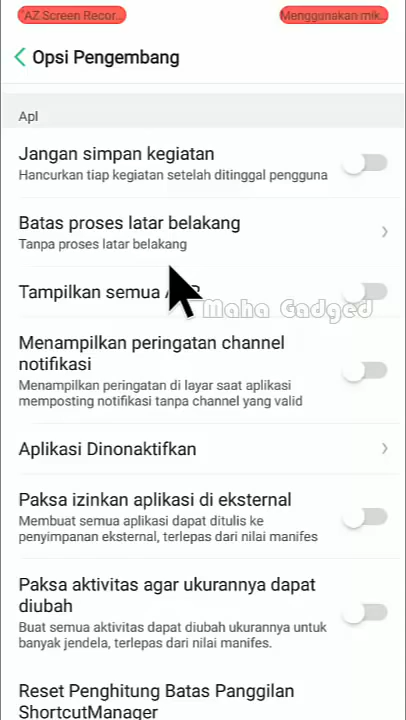 AZ Screen Recor...
Menggunakan mik...
Opsi Pengembang
Apl
Jangan simpan kegiatan
Hancurkan tiap kegiatan setelah ditinggal pengguna
Batas proses latar belakang
Tanpa proses latar belakang
Tampilkan semua
Maha Gadged
Menampilkan peringatan channel
notifikasi
Menampilkan peringatan di layar saat aplikasi
memposting notifikasi tanpa channel yang valid
Aplikasi Dinonaktifkan
Paksa izinkan aplikasi di eksternal
Membuat semua aplikasi dapat ditulis ke
penyimpanan eksternal, terlepas dari nilai manifes
Paksa aktivitas agar ukurannya dapat
diubah
Buat semua aktivitas dapat diubah ukurannya untuk
banyak jendela, terlepas dari nilai manifes.
Reset Penghitung Batas Panggilan
ShortcutManager